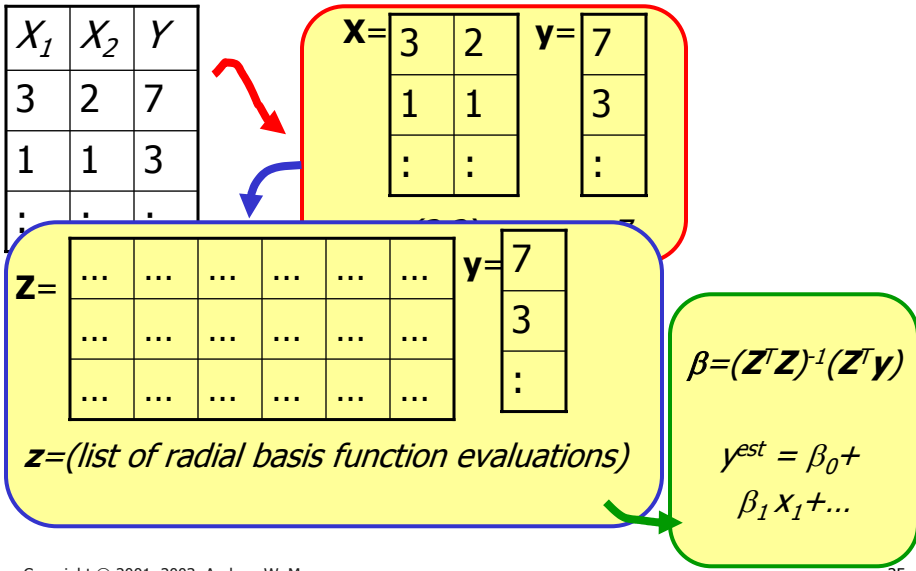 X1 X2 Y
3 2 7
1 1 3
: : :
X= 3 2
1 1
: :
y= 7
3
:
Z= ... ... ... ... ... ...
... ... ... ... ... ...
... ... ... ... ... ...
y= 7
3
:
z=(list of radial basis function evaluations)
β=(ZᵀZ)⁻¹(Zᵀy)
yᵉˢᵗ = β0+
β1 x1+...